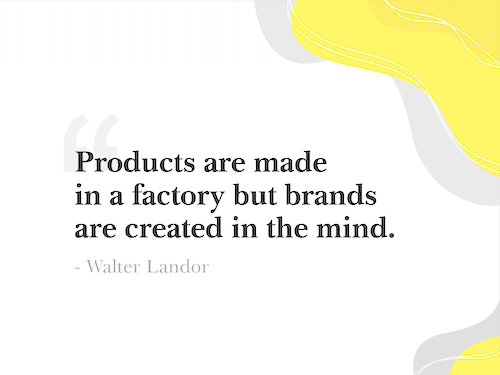 “
Products are made
in a factory but brands
are created in the mind.
- Walter Landor